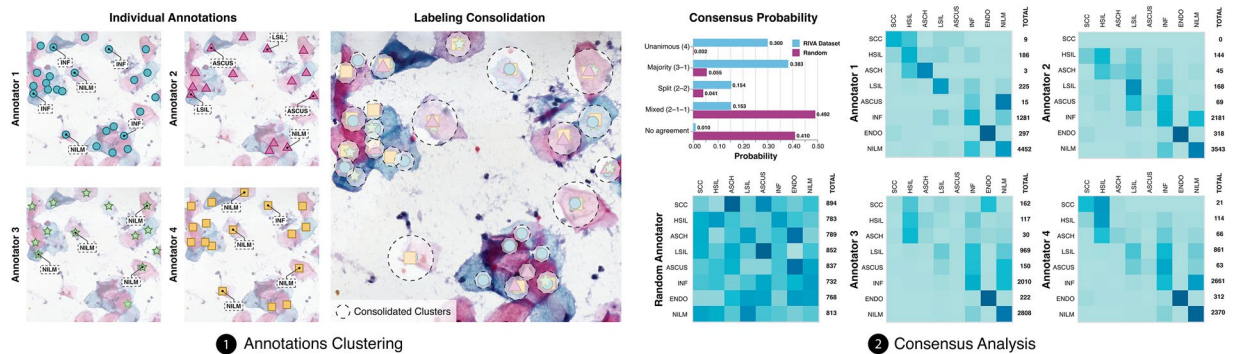 Individual Annotations
Annotator 1
INF
NILM
INF
INF
NILM
Annotator 2
LSIL
LSIL
ASCUS
NILM
Annotator 3
NILM
NILM
NILM
NILM
Annotator 4
NILM
INF
NILM
NILM
NILM
Labeling Consolidation
Consolidated Clusters
1 Annotations Clustering
Consensus Probability
RIVA Dataset
Random
Unanimous (4)
0.300
0.002
Majority (3–1)
0.383
0.055
Split (2–2)
0.154
0.041
Mixed (2–1–1)
0.153
0.492
No agreement
0.010
0.410
0.00 0.10 0.20 0.30 0.40 0.50
Probability
Annotator 1
SCC HSIL ASCH LSIL ASCUS INF ENDO NILM TOTAL
SCC 9
HSIL 186
ASCH 3
LSIL 225
ASCUS 15
INF 1281
ENDO 297
NILM 4452
Annotator 2
SCC HSIL ASCH LSIL ASCUS INF ENDO NILM TOTAL
SCC 0
HSIL 144
ASCH 45
LSIL 168
ASCUS 69
INF 2181
ENDO 318
NILM 3543
Random Annotator
SCC HSIL ASCH LSIL ASCUS INF ENDO NILM TOTAL
SCC 894
HSIL 783
ASCH 789
LSIL 852
ASCUS 837
INF 732
ENDO 768
NILM 813
Annotator 3
SCC HSIL ASCH LSIL ASCUS INF ENDO NILM TOTAL
SCC 162
HSIL 117
ASCH 30
LSIL 969
ASCUS 150
INF 2010
ENDO 222
NILM 2808
Annotator 4
SCC HSIL ASCH LSIL ASCUS INF ENDO NILM TOTAL
SCC 21
HSIL 114
ASCH 66
LSIL 861
ASCUS 63
INF 2661
ENDO 312
NILM 2370
2 Consensus Analysis